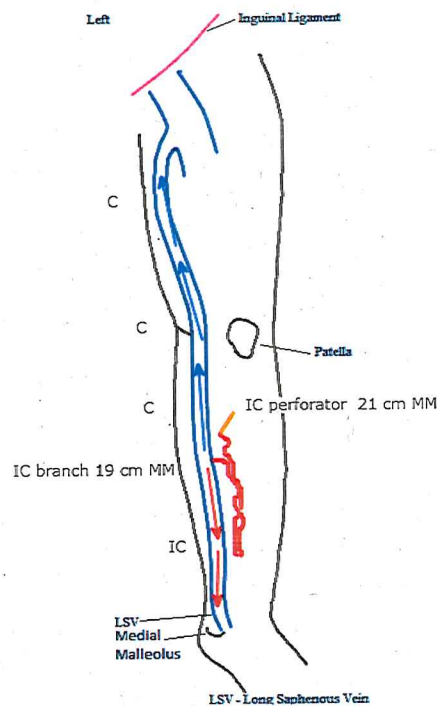 Left
Inguinal Ligament
C
C
Patella
C
IC perforator 21 cm MM
IC branch 19 cm MM
IC
LSV
Medial
Malleolus
LSV - Long Saphenous Vein